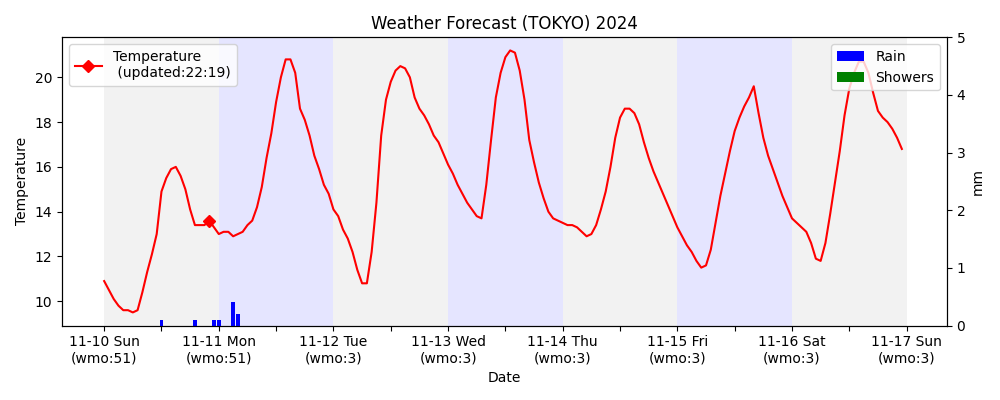 Weather Forecast (TOKYO) 2024
Temperature
(updated:22:19)
Rain
Showers
Temperature
20
18
16
14
12
10
5
4
3
2
1
0
mm
11-10 Sun
(wmo:51)
11-11 Mon
(wmo:51)
11-12 Tue
(wmo:3)
11-13 Wed
(wmo:3)
11-14 Thu
(wmo:3)
11-15 Fri
(wmo:3)
11-16 Sat
(wmo:3)
11-17 Sun
(wmo:3)
Date